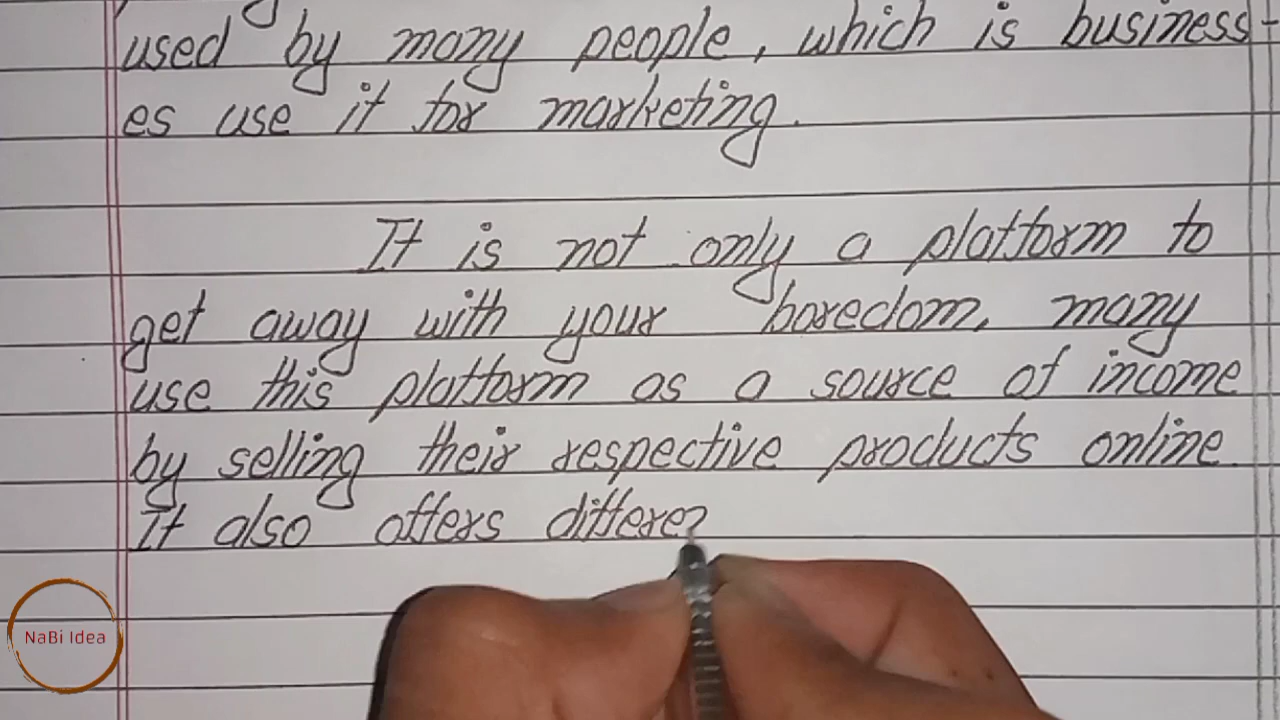 used by many people, which is business-
es use it for marketing.
It is not only a platform to
get away with your boredom, many
use this platform as a source of income
by selling their respective products online.
It also offers differen
NaBi Idea